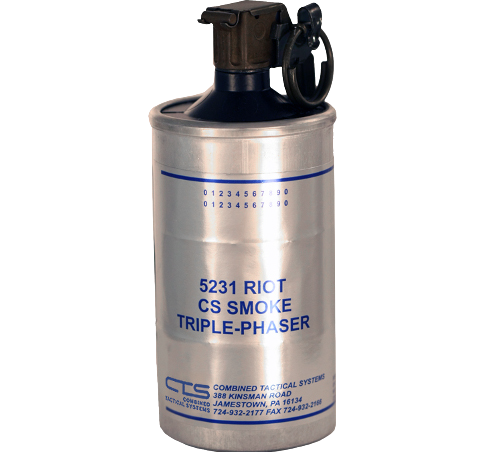 0 1 2 3 4 5 6 7 8 9 0
0 1 2 3 4 5 6 7 8 9 0
5231 RIOT
CS SMOKE
TRIPLE-PHASER
CTS
COMBINED
TACTICAL SYSTEMS
COMBINED TACTICAL SYSTEMS
388 KINSMAN ROAD
JAMESTOWN, PA 16134
724-932-2177 FAX 724-932-2166